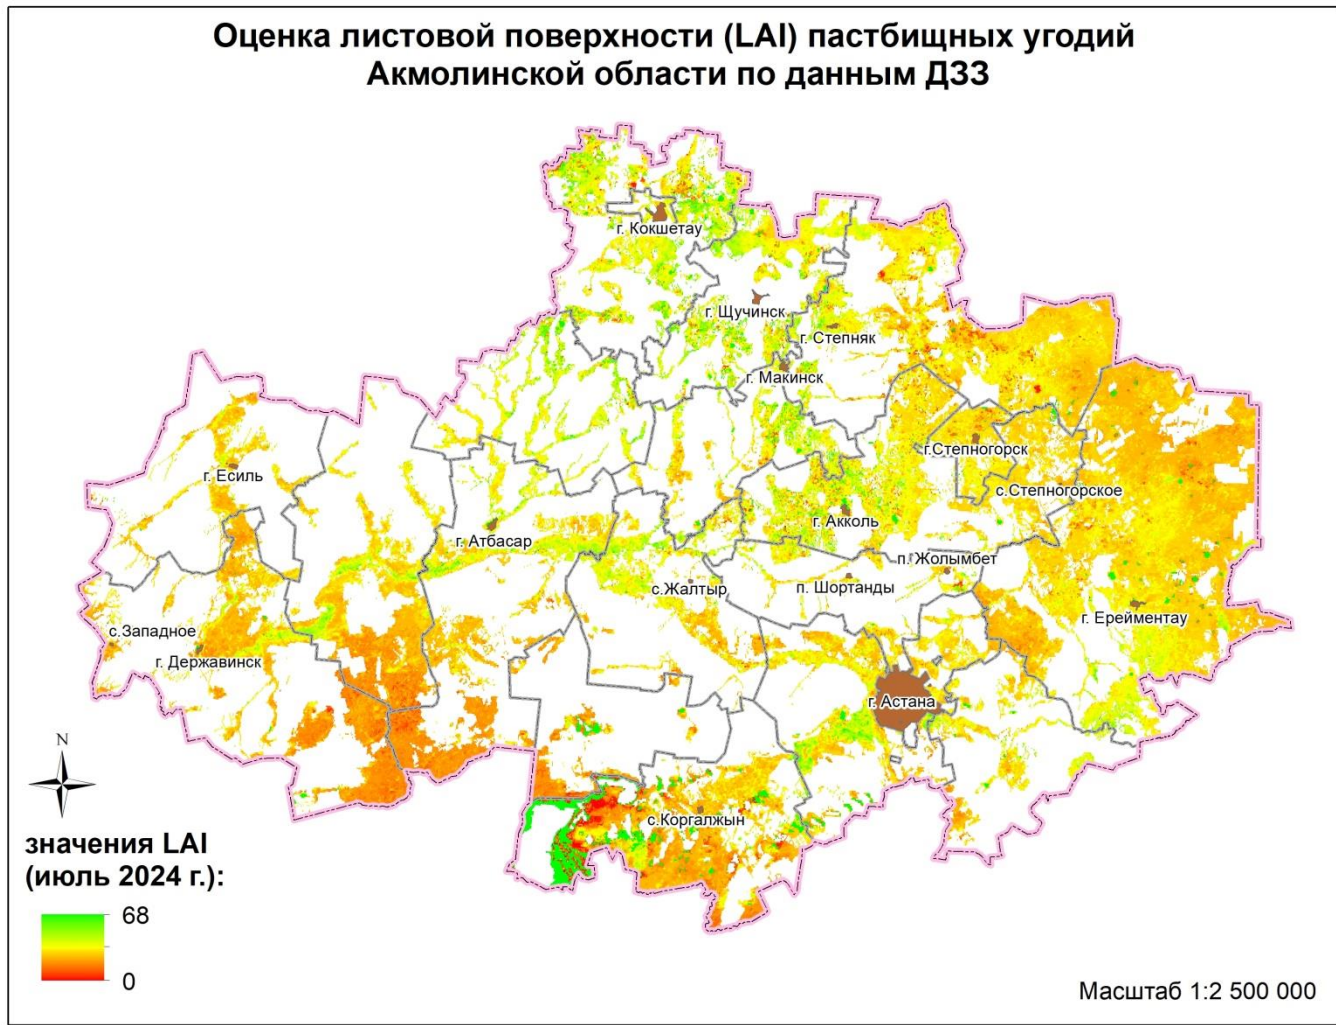 Оценка листовой поверхности (LAI) пастбищных угодий
Акмолинской области по данным ДЗЗ
г. Кокшетау
г. Щучинск
г. Степняк
г. Макинск
г.Степногорск
г. Есиль
с.Степногорское
г. Акколь
г. Атбасар
п. Жолымбет
с.Жалтыр
п. Шортанды
г. Ерейментау
с.Западное
г. Державинск
г. Астана
N
с.Коргалжын
значения LAI
(июль 2024 г.):
68
0
Масштаб 1:2 500 000